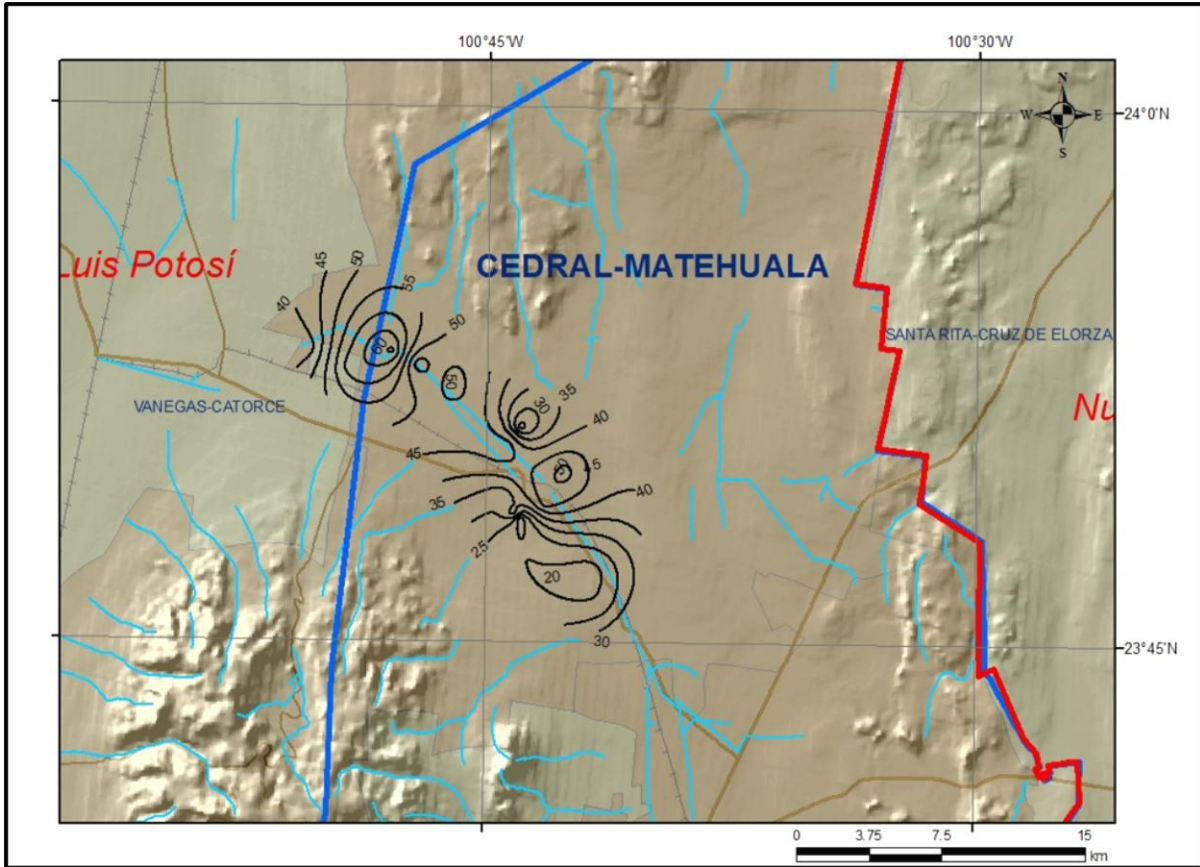 100°45'W
100°30'W
N
24°0'N
W
E
S
Luis Potosí
45
50
55
40
CEDRAL-MATEHUALA
50
SANTA RITA-CRUZ DE ELORZA
60
50
VANEGAS-CATORCE
35
30
40
Nu
45
50
45
40
35
25
20
30
23°45'N
0
3.75
7.5
15
km